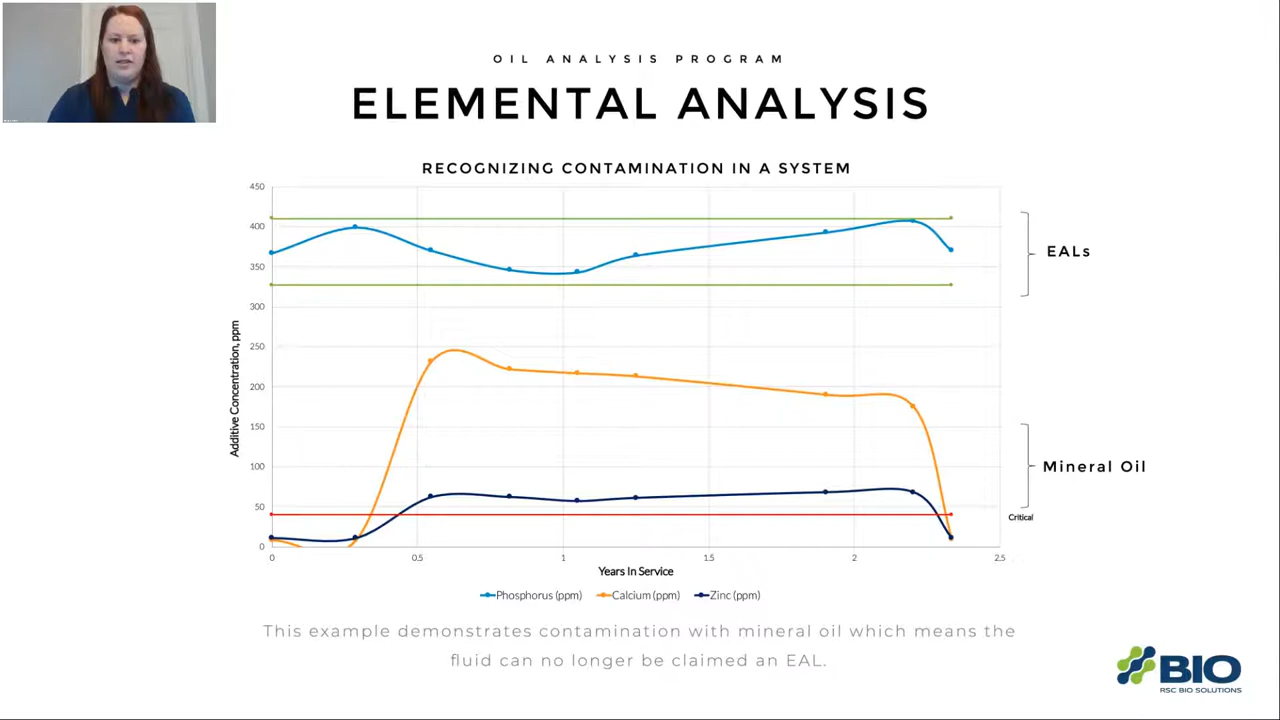 OIL ANALYSIS PROGRAM
ELEMENTAL ANALYSIS
RECOGNIZING CONTAMINATION IN A SYSTEM
450
400
350
300
250
200
150
100
50
0
Additive Concentration, ppm
EALs
Mineral Oil
Critical
0 0.5 1 1.5 2 2.5
Years In Service
Phosphorus (ppm) Calcium (ppm) Zinc (ppm)
This example demonstrates contamination with mineral oil which means the
fluid can no longer be claimed an EAL.
BIO
RSC BIO SOLUTIONS